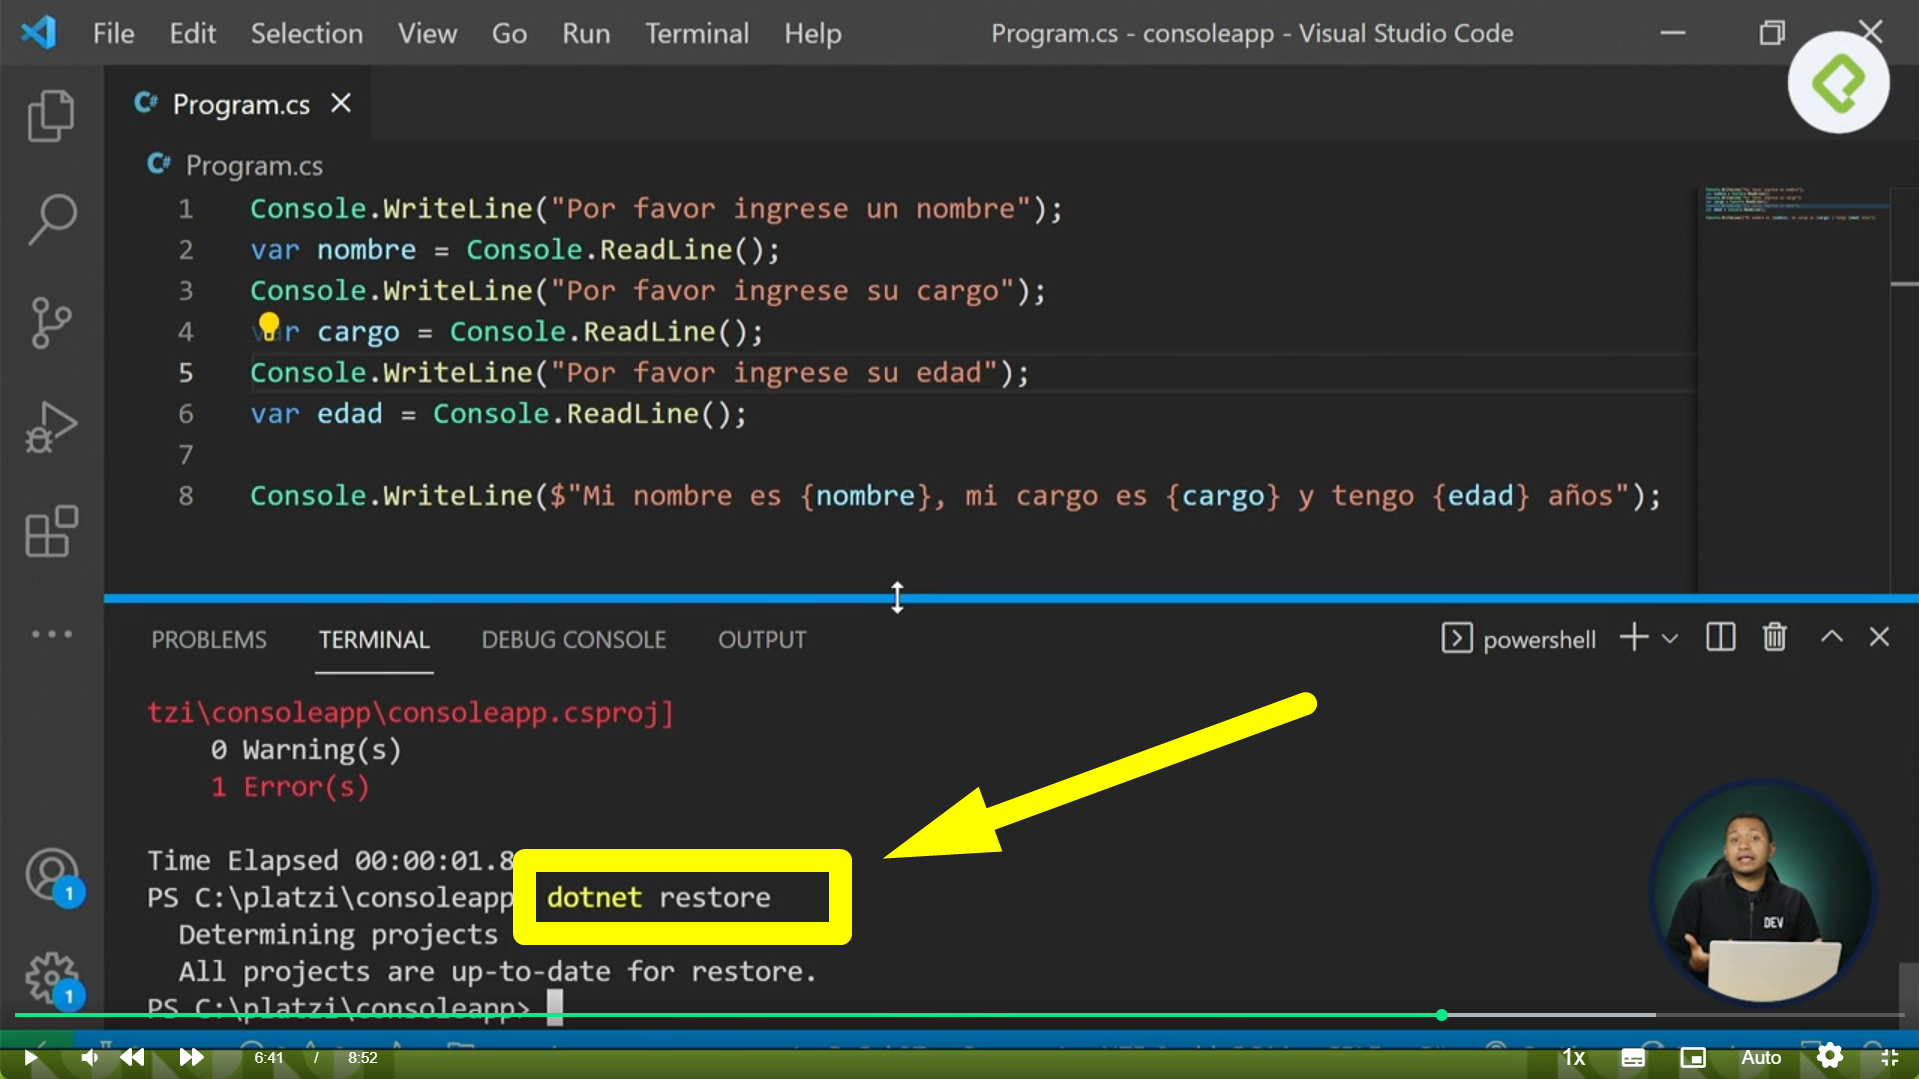 File Edit Selection View Go Run Terminal Help Program.cs - consoleapp - Visual Studio Code
C# Program.cs
C# Program.cs
1 Console.WriteLine("Por favor ingrese un nombre");
2 var nombre = Console.ReadLine();
3 Console.WriteLine("Por favor ingrese su cargo");
4 var cargo = Console.ReadLine();
5 Console.WriteLine("Por favor ingrese su edad");
6 var edad = Console.ReadLine();
7
8 Console.WriteLine($"Mi nombre es {nombre}, mi cargo es {cargo} y tengo {edad} años");
PROBLEMS TERMINAL DEBUG CONSOLE OUTPUT powershell
tzi\consoleapp\consoleapp.csproj]
0 Warning(s)
1 Error(s)
Time Elapsed 00:00:01.8
PS C:\platzi\consoleapp dotnet restore
Determining projects
All projects are up-to-date for restore.
PS C:\platzi\consoleapp>
1
1
DEV
6:41 / 8:52 1x Auto